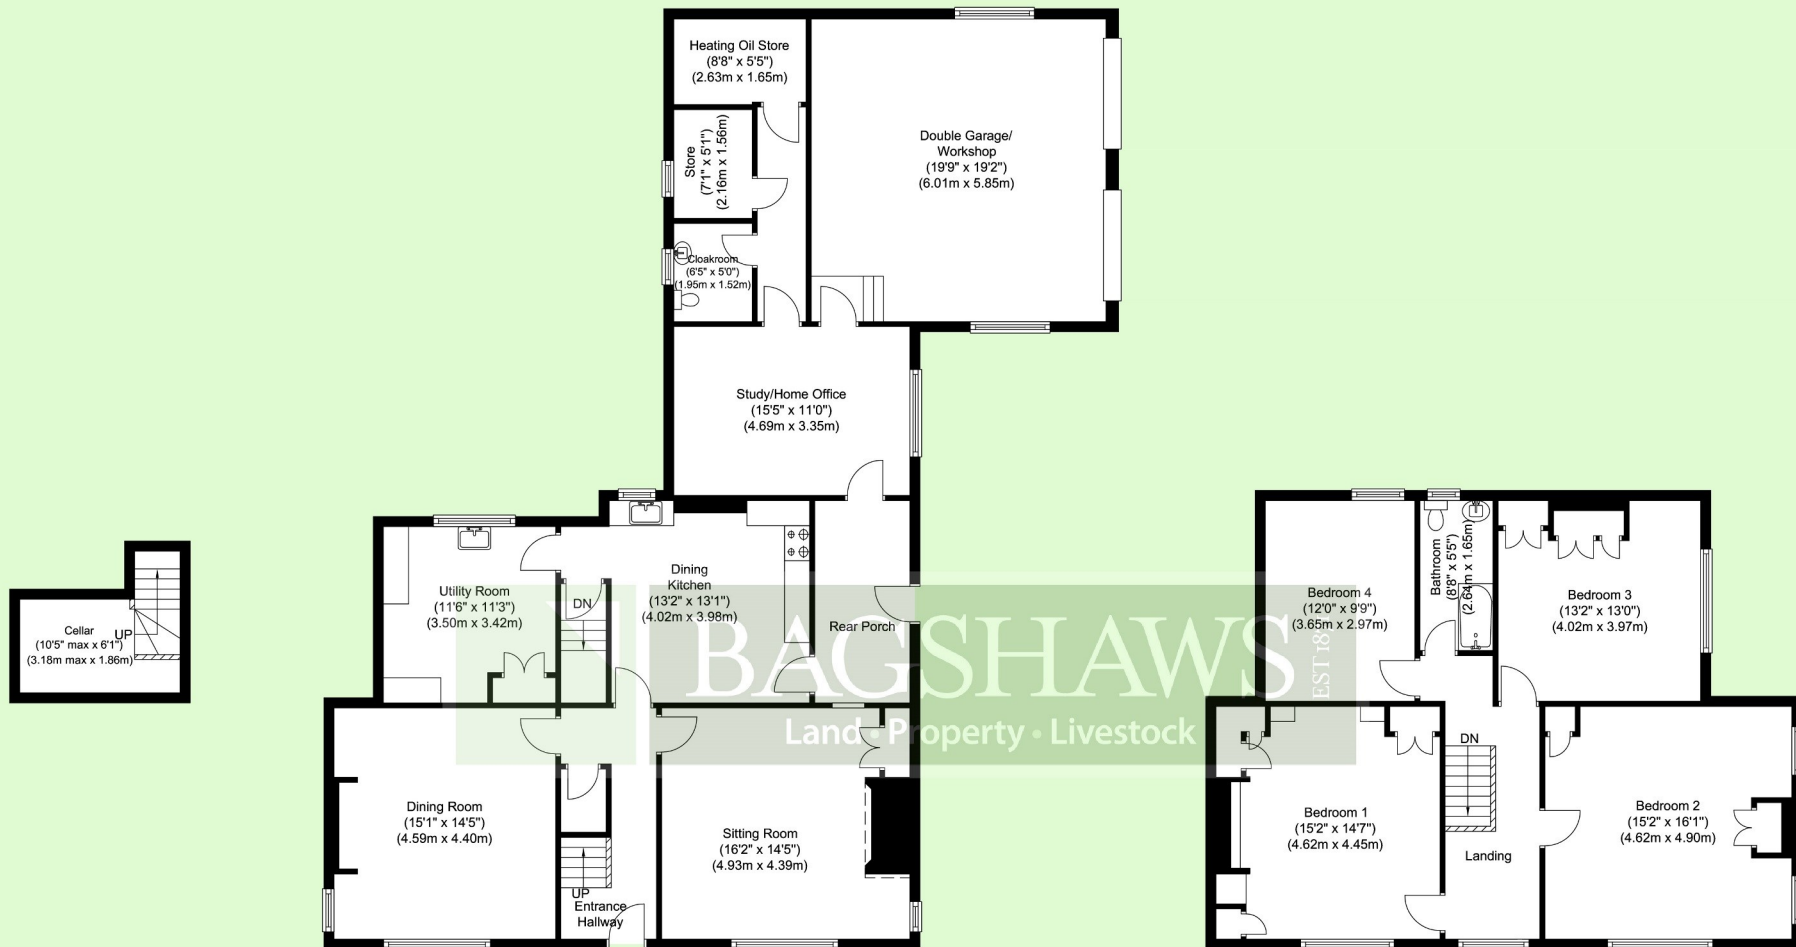 Heating Oil Store
(8'8" x 5'5")
(2.63m x 1.65m)
Store
(7'1" x 5'1")
(2.16m x 1.56m)
Double Garage/
Workshop
(19'9" x 19'2")
(6.01m x 5.85m)
Cloakroom
(6'5" x 5'0")
(1.95m x 1.52m)
Study/Home Office
(15'5" x 11'0")
(4.69m x 3.35m)
Utility Room
(11'6" x 11'3")
(3.50m x 3.42m)
DN
Dining
Kitchen
(13'2" x 13'1")
(4.02m x 3.98m)
Rear Porch
Cellar
(10'5" max x 6'1")
(3.18m max x 1.86m)
UP
Dining Room
(15'1" x 14'5")
(4.59m x 4.40m)
UP
Entrance
Hallway
Sitting Room
(16'2" x 14'5")
(4.93m x 4.39m)
Bedroom 4
(12'0" x 9'9")
(3.65m x 2.97m)
Bathroom
(8'8" x 5'5")
(2.64m x 1.65m)
Bedroom 3
(13'2" x 13'0")
(4.02m x 3.97m)
Bedroom 1
(15'2" x 14'7")
(4.62m x 4.45m)
DN
Landing
Bedroom 2
(15'2" x 16'1")
(4.62m x 4.90m)
BAGSHAWS
Land · Property · Livestock
EST